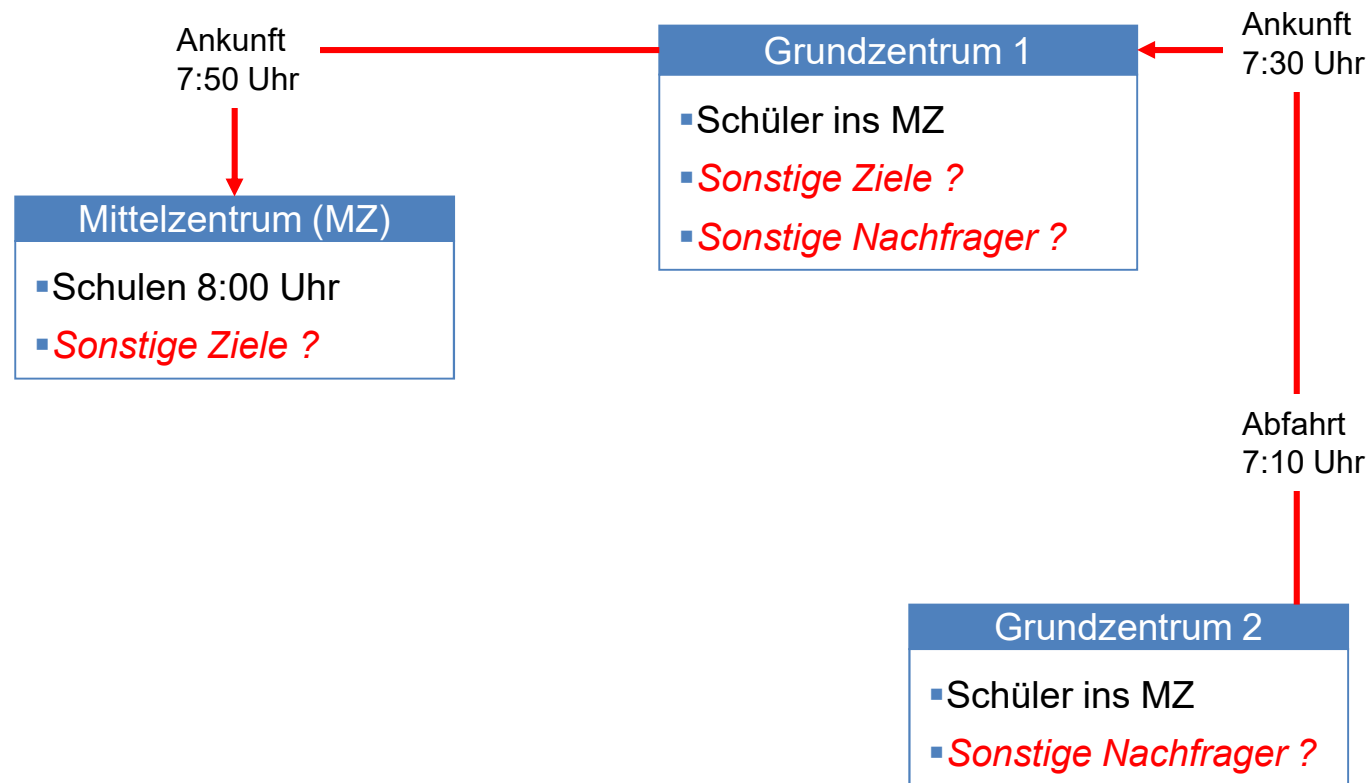 Ankunft
7:50 Uhr
Grundzentrum 1
▪Schüler ins MZ
▪Sonstige Ziele ?
▪Sonstige Nachfrager ?
Ankunft
7:30 Uhr
Mittelzentrum (MZ)
▪Schulen 8:00 Uhr
▪Sonstige Ziele ?
Abfahrt
7:10 Uhr
Grundzentrum 2
▪Schüler ins MZ
▪Sonstige Nachfrager ?